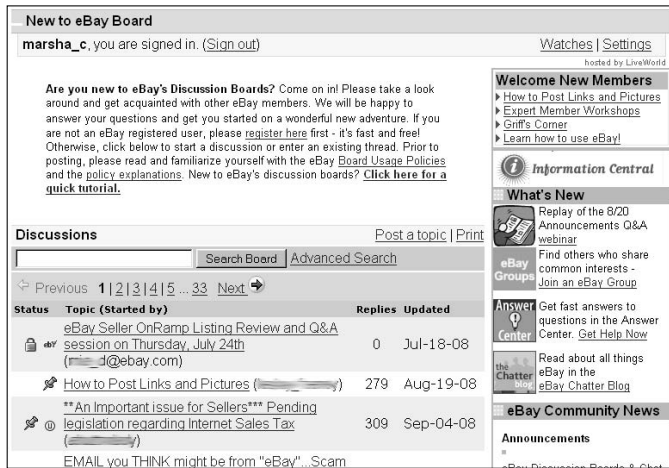 New to eBay Board
marsha_c, you are signed in. (Sign out)
Watches | Settings
hosted by LiveWorld
Are you new to eBay's Discussion Boards? Come on in! Please take a look
around and get acquainted with other eBay members. We will be happy to
answer your questions and get you started on a wonderful new adventure. If you
are not an eBay registered user, please register here first - it's fast and free!
Otherwise, click below to start a discussion or enter an existing thread. Prior to
posting, please read and familiarize yourself with the eBay Board Usage Policies
and the policy explanations. New to eBay's discussion boards? Click here for a
quick tutorial.
Discussions
Post a topic | Print
Search Board
Advanced Search
Previous 1 | 2 | 3 | 4 | 5 ... 33 Next
Status Topic (Started by) Replies Updated
eBay Seller OnRamp Listing Review and Q&A
session on Thursday, July 24th 0 Jul-18-08
d@ebay.com)
How to Post Links and Pictures ( ) 279 Aug-19-08
**An Important issue for Sellers*** Pending
legislation regarding Internet Sales Tax 309 Sep-04-08
EMAIL you THINK might be from "eBay"...Scam
Welcome New Members
How to Post Links and Pictures
Expert Member Workshops
Griff's Corner
Learn how to use eBay!
Information Central
What's New
Replay of the 8/20
Announcements Q&A
webinar
eBay
Groups
Find others who share
common interests -
Join an eBay Group
Answer
Center
Get fast answers to
questions in the Answer
Center. Get Help Now
the
Chatter
blog
Read about all things
eBay in the
eBay Chatter Blog
eBay Community News
Announcements
eBay Discussion Boards & Chat